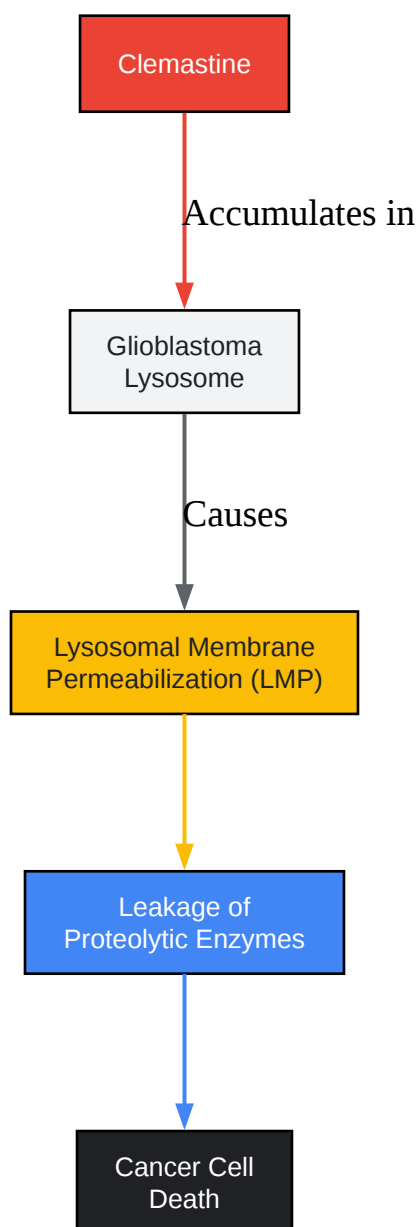 Clemastine
Accumulates in
Glioblastoma
Lysosome
Causes
Lysosomal Membrane
Permeabilization (LMP)
Leakage of
Proteolytic Enzymes
Cancer Cell
Death